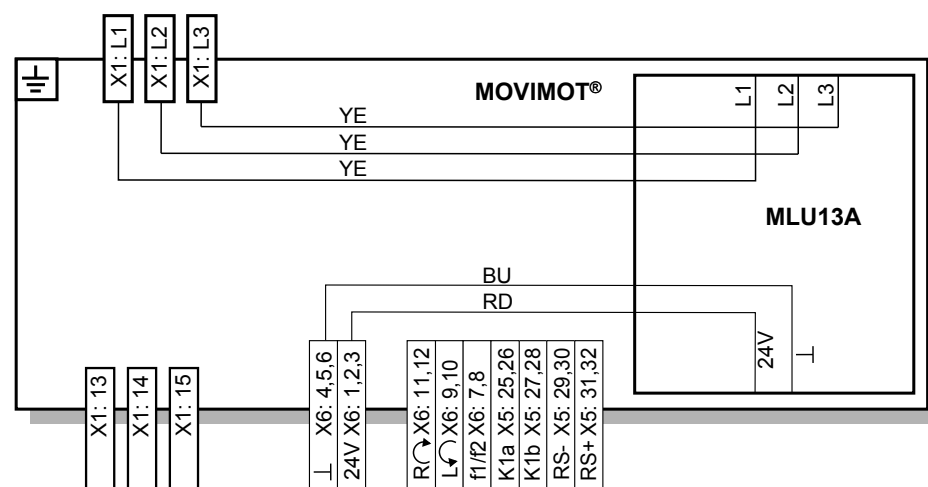 X1: L1
X1: L2
X1: L3
MOVIMOT®
L1
L2
L3
YE
YE
YE
MLU13A
BU
RD
24V
⊥
X1: 13
X1: 14
X1: 15
⊥ X6: 4,5,6
24V X6: 1,2,3
R X6: 11,12
L X6: 9,10
f1/f2 X6: 7,8
K1a X5: 25,26
K1b X5: 27,28
RS- X5: 29,30
RS+ X5: 31,32